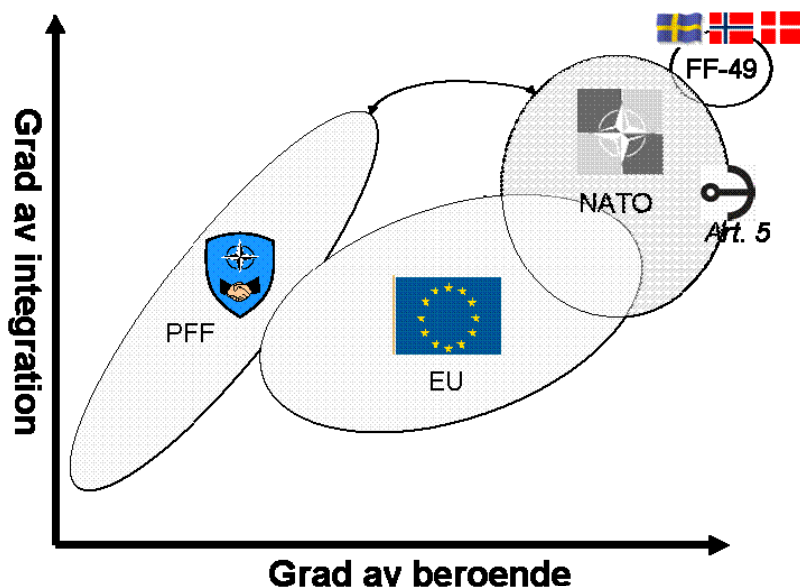 Grad av integration
FF-49
NATO
Art. 5
PFF
EU
Grad av beroende